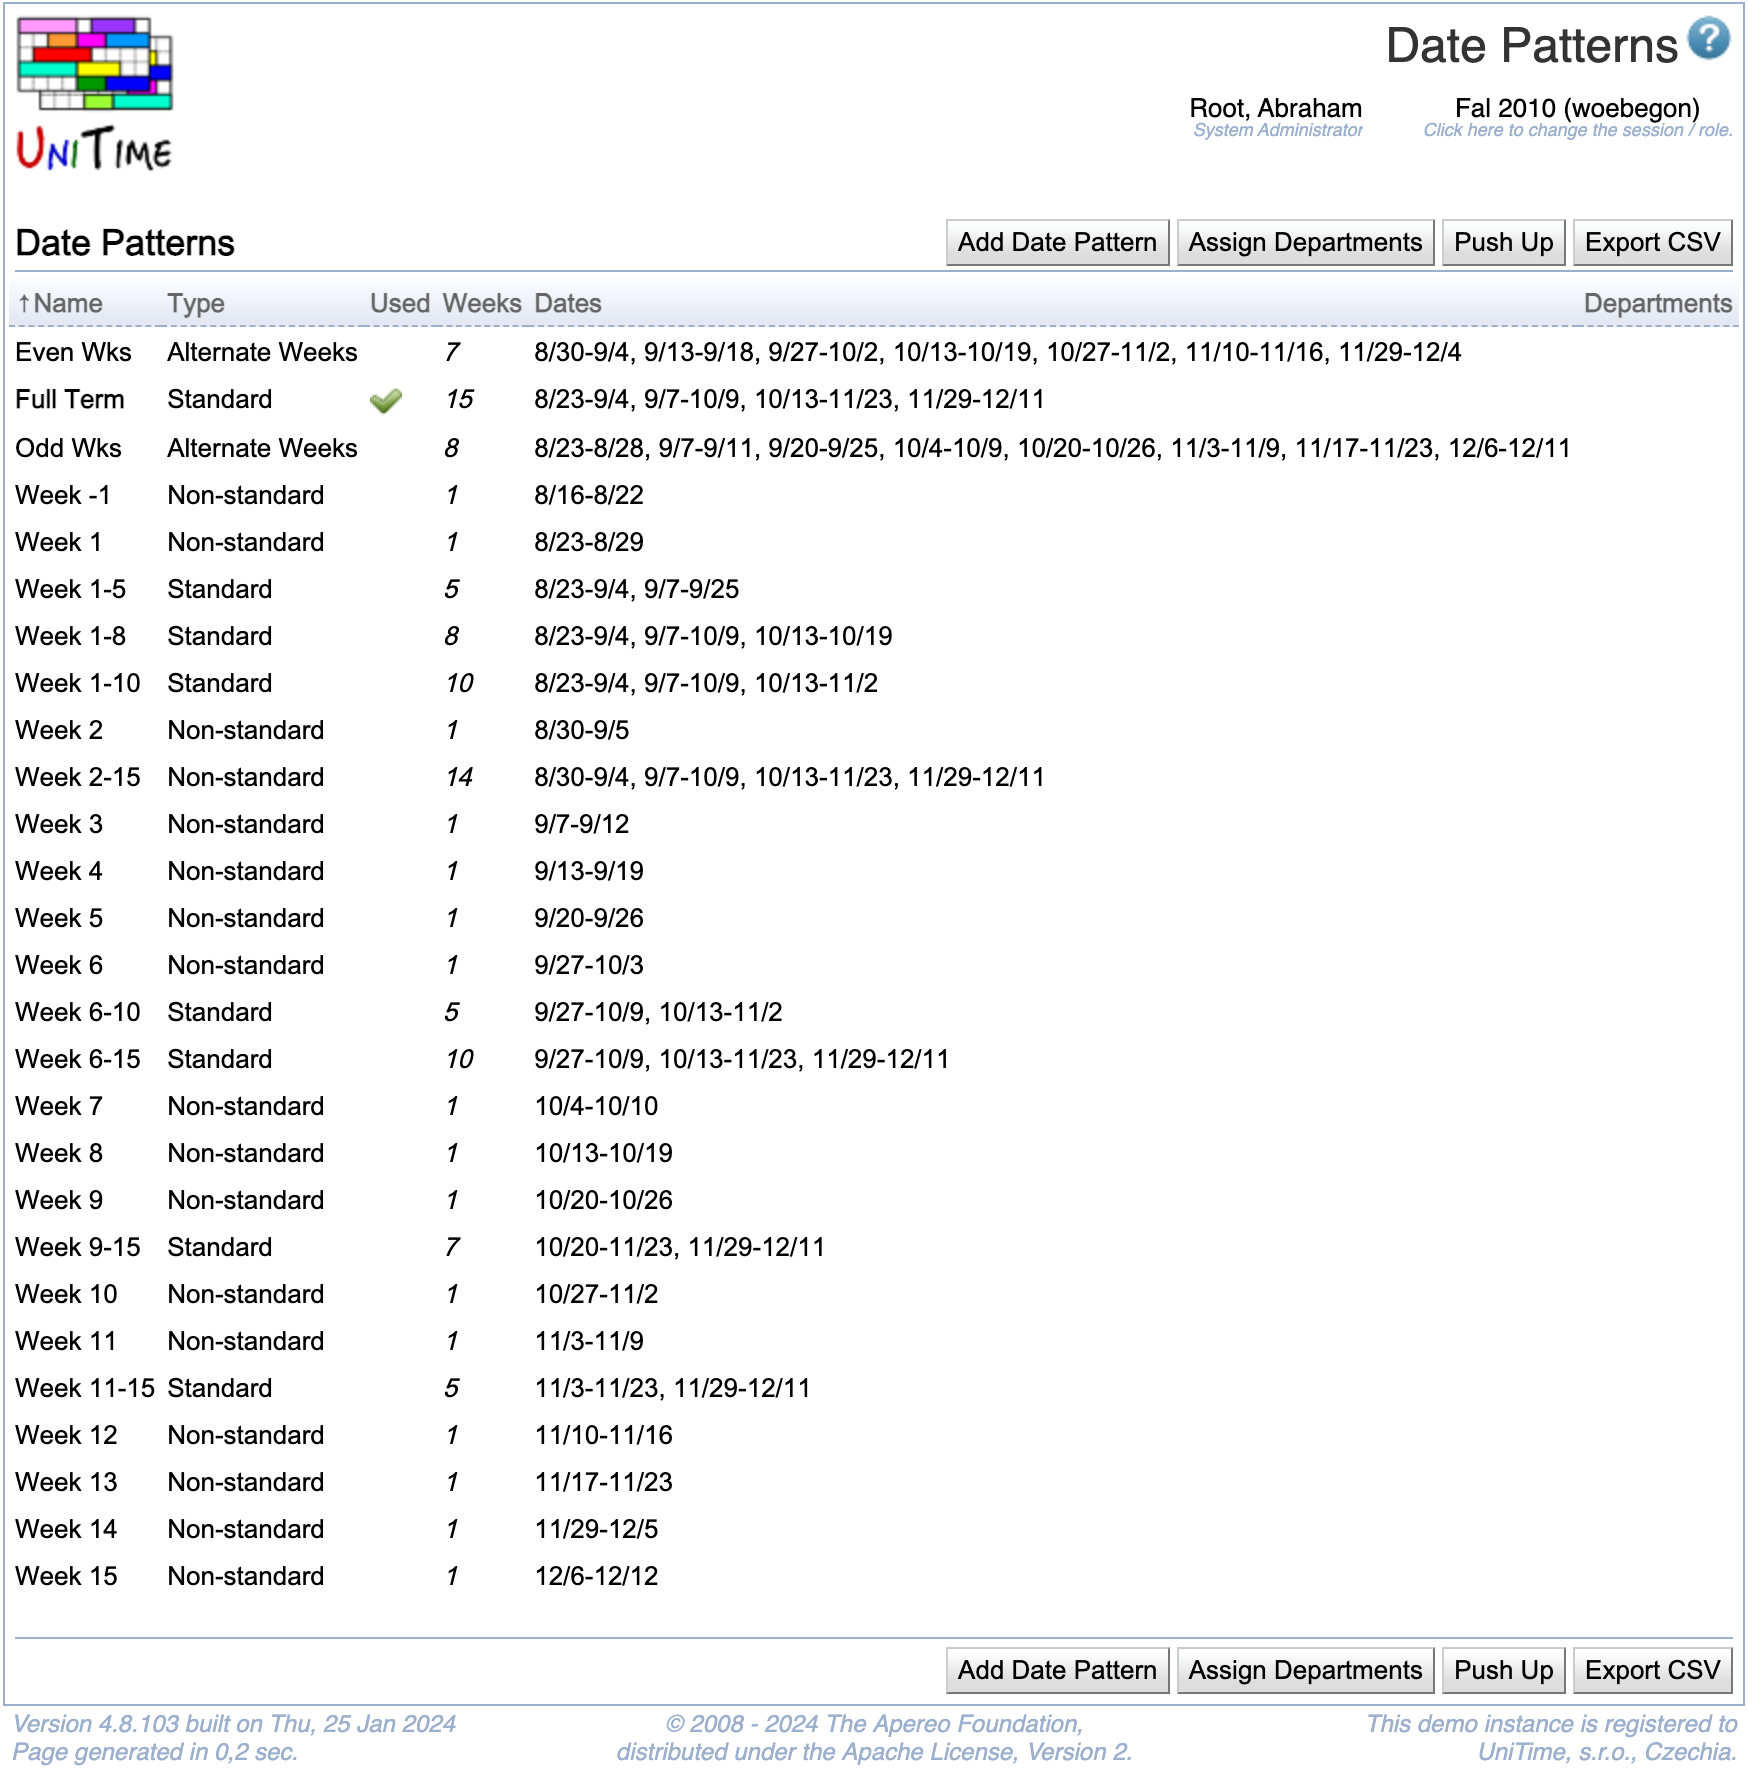 UniTime
Date Patterns ?
Root, Abraham Fal 2010 (woebegon)
System Administrator Click here to change the session / role.
Date Patterns Add Date Pattern Assign Departments Push Up Export CSV
↑Name Type Used Weeks Dates Departments
Even Wks Alternate Weeks 7 8/30-9/4, 9/13-9/18, 9/27-10/2, 10/13-10/19, 10/27-11/2, 11/10-11/16, 11/29-12/4
Full Term Standard 15 8/23-9/4, 9/7-10/9, 10/13-11/23, 11/29-12/11
Odd Wks Alternate Weeks 8 8/23-8/28, 9/7-9/11, 9/20-9/25, 10/4-10/9, 10/20-10/26, 11/3-11/9, 11/17-11/23, 12/6-12/11
Week -1 Non-standard 1 8/16-8/22
Week 1 Non-standard 1 8/23-8/29
Week 1-5 Standard 5 8/23-9/4, 9/7-9/25
Week 1-8 Standard 8 8/23-9/4, 9/7-10/9, 10/13-10/19
Week 1-10 Standard 10 8/23-9/4, 9/7-10/9, 10/13-11/2
Week 2 Non-standard 1 8/30-9/5
Week 2-15 Non-standard 14 8/30-9/4, 9/7-10/9, 10/13-11/23, 11/29-12/11
Week 3 Non-standard 1 9/7-9/12
Week 4 Non-standard 1 9/13-9/19
Week 5 Non-standard 1 9/20-9/26
Week 6 Non-standard 1 9/27-10/3
Week 6-10 Standard 5 9/27-10/9, 10/13-11/2
Week 6-15 Standard 10 9/27-10/9, 10/13-11/23, 11/29-12/11
Week 7 Non-standard 1 10/4-10/10
Week 8 Non-standard 1 10/13-10/19
Week 9 Non-standard 1 10/20-10/26
Week 9-15 Standard 7 10/20-11/23, 11/29-12/11
Week 10 Non-standard 1 10/27-11/2
Week 11 Non-standard 1 11/3-11/9
Week 11-15 Standard 5 11/3-11/23, 11/29-12/11
Week 12 Non-standard 1 11/10-11/16
Week 13 Non-standard 1 11/17-11/23
Week 14 Non-standard 1 11/29-12/5
Week 15 Non-standard 1 12/6-12/12
Add Date Pattern Assign Departments Push Up Export CSV
Version 4.8.103 built on Thu, 25 Jan 2024 © 2008 - 2024 The Apereo Foundation, This demo instance is registered to
Page generated in 0,2 sec. distributed under the Apache License, Version 2. UniTime, s.r.o., Czechia.